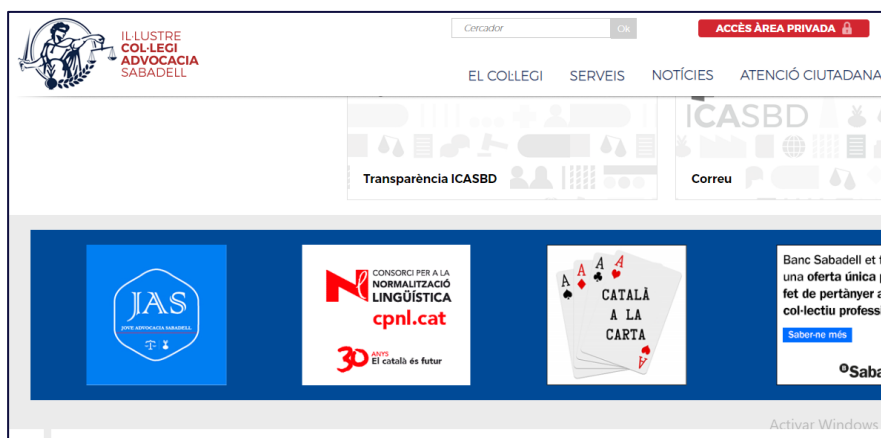 IL·LUSTRE
COL·LEGI
ADVOCACIA
SABADELL
Cercador
Ok
ACCÈS ÀREA PRIVADA
EL COL·LEGI SERVEIS NOTÍCIES ATENCIÓ CIUTADANA
ICASBD
Transparència ICASBD
Correu
JAS
JOVE ADVOCACIA SABADELL
CONSORCI PER A LA
NORMALITZACIÓ
LINGÜÍSTICA
cpnl.cat
30 ANYS
El català és futur
A A A A
CATALÀ
A LA
CARTA
Banc Sabadell et
una oferta única
fet de pertànyer
col·lectiu
Saber-ne més
Activar Windows